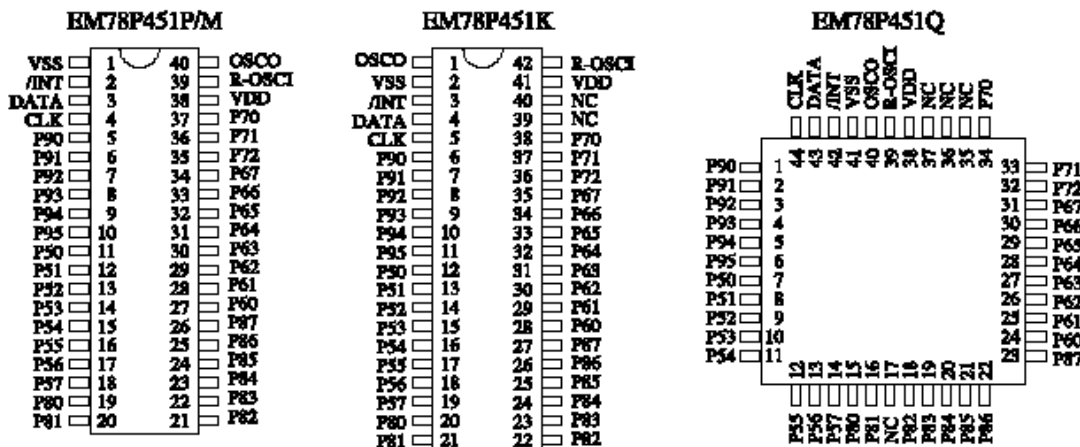 EM78P451P/M
VSS 1 40 OSCO
/INT 2 39 R-OSCI
DATA 3 38 VDD
CLK 4 37 P70
P90 5 36 P71
P91 6 35 P72
P92 7 34 P67
P93 8 33 P66
P94 9 32 P65
P95 10 31 P64
P50 11 30 P63
P51 12 29 P62
P52 13 28 P61
P53 14 27 P60
P54 15 26 P87
P55 16 25 P86
P56 17 24 P85
P57 18 23 P84
P80 19 22 P83
P81 20 21 P82
EM78P451K
OSCO 1 42 R-OSCI
VSS 2 41 VDD
/INT 3 40 NC
DATA 4 39 NC
CLK 5 38 P70
P90 6 37 P71
P91 7 36 P72
P92 8 35 P67
P93 9 34 P66
P94 10 33 P65
P95 11 32 P64
P50 12 31 P63
P51 13 30 P62
P52 14 29 P61
P53 15 28 P60
P54 16 27 P87
P55 17 26 P86
P56 18 25 P85
P57 19 24 P84
P80 20 23 P83
P81 21 22 P82
EM78P451Q
CLK DATA /INT VSS OSCO R-OSCI VDD NC NC NC P70
44 43 42 41 40 39 38 37 36 35 34
P90 1 33 P71
P91 2 32 P72
P92 3 31 P67
P93 4 30 P66
P94 5 29 P65
P95 6 28 P64
P50 7 27 P63
P51 8 26 P62
P52 9 25 P61
P53 10 24 P60
P54 11 23 P87
12 13 14 15 16 17 18 19 20 21 22
P55 P56 P57 P80 P81 NC P82 P83 P84 P85 P86